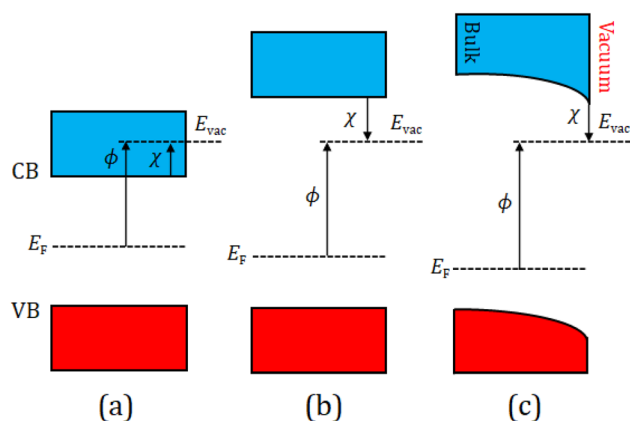 CB
ϕ
χ
E_vac
E_F
VB
(a)
χ
E_vac
ϕ
E_F
(b)
Bulk
Vacuum
χ
E_vac
ϕ
E_F
(c)